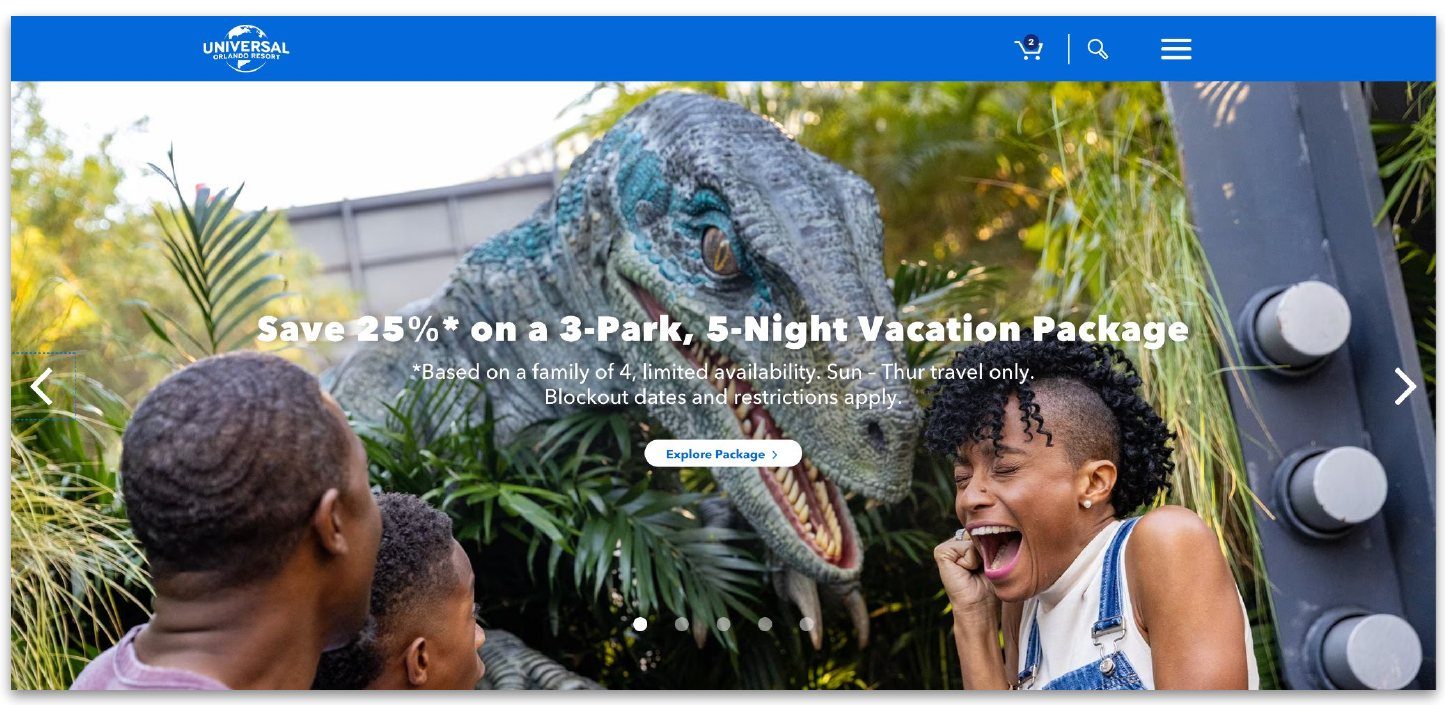 UNIVERSAL
ORLANDO RESORT
2
Save 25%* on a 3-Park, 5-Night Vacation Package
*Based on a family of 4, limited availability. Sun – Thur travel only.
Blockout dates and restrictions apply.
Explore Package >